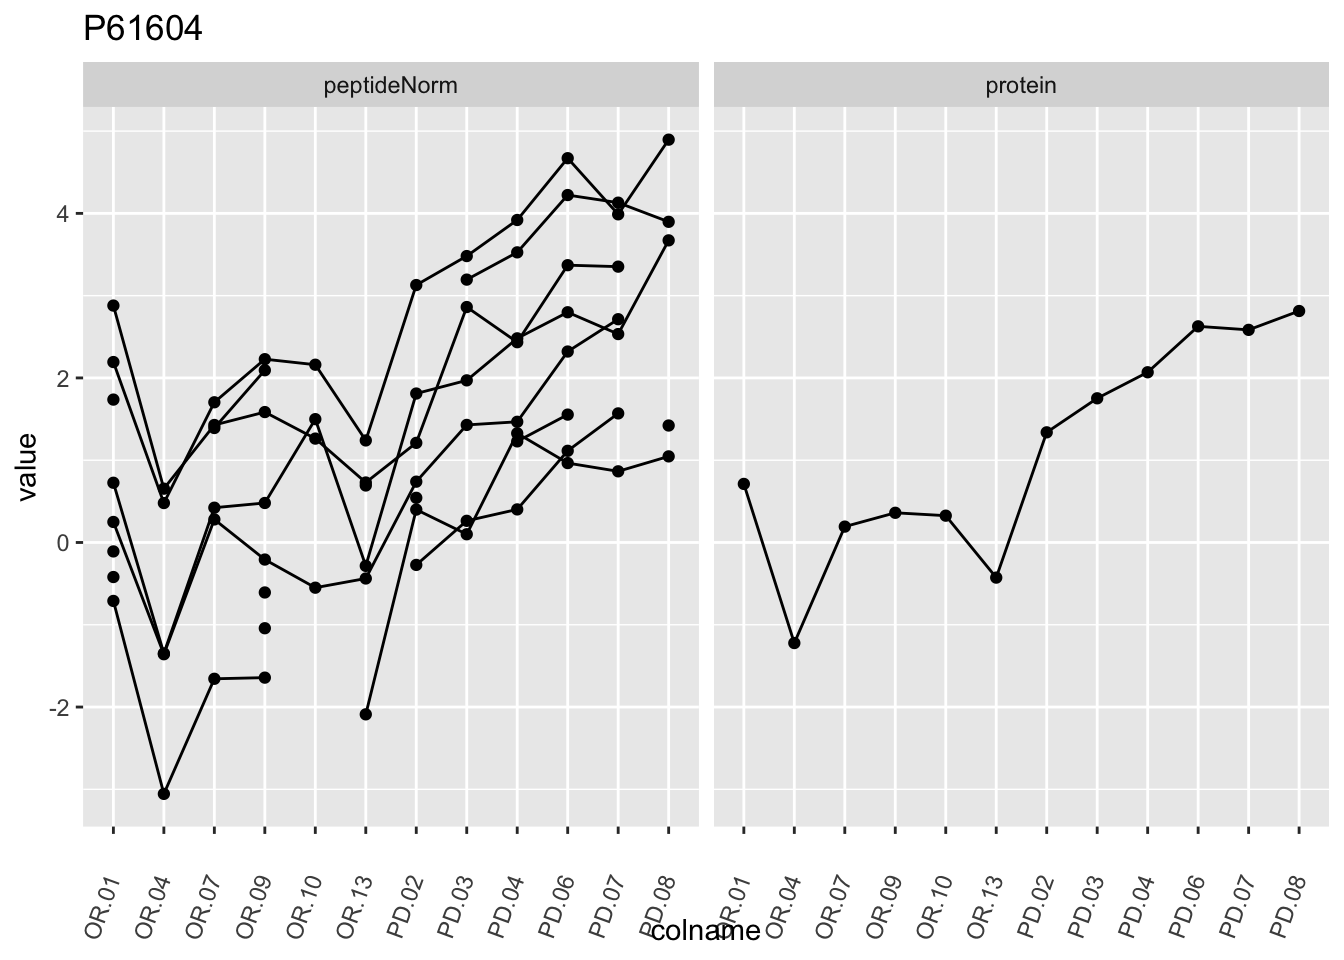 P61604
peptideNorm
protein
value
4
2
0
-2
OR.01 OR.04 OR.07 OR.09 OR.10 OR.13 PD.02 PD.03 PD.04 PD.06 PD.07 PD.08
OR.01 OR.04 OR.07 OR.09 OR.10 OR.13 PD.02 PD.03 PD.04 PD.06 PD.07 PD.08
colname